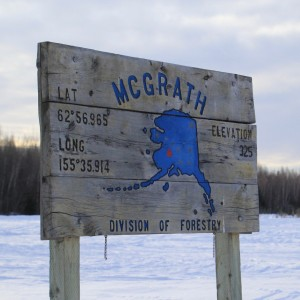 MCGRATH
LAT
62°56.965
LONG
155°35.914
ELEVATION
325
DIVISION OF FORESTRY